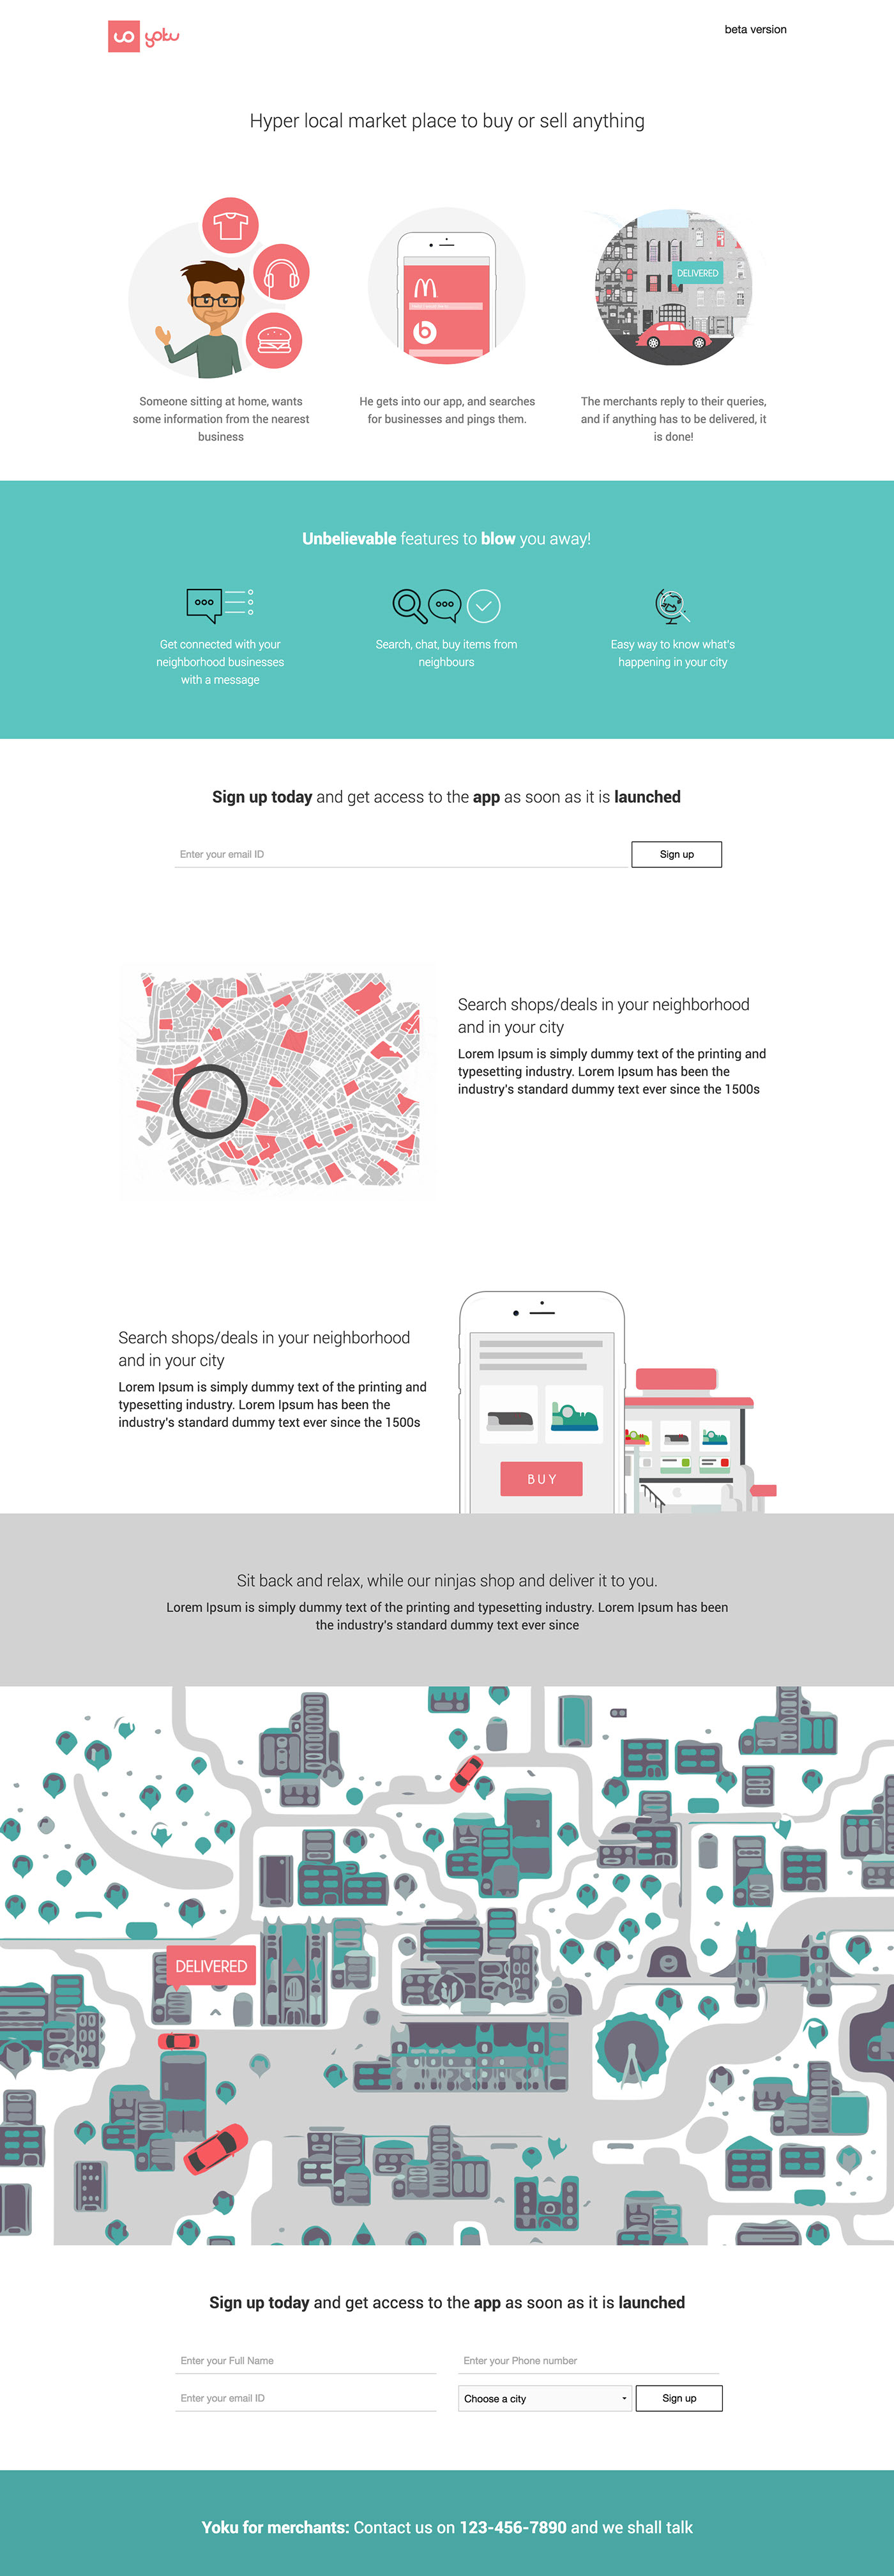 yoku
beta version
Hyper local market place to buy or sell anything
DELIVERED
Someone sitting at home, wants
some information from the nearest
business
He gets into our app, and searches
for businesses and pings them.
The merchants reply to their queries,
and if anything has to be delivered, it
is done!
Unbelievable features to blow you away!
Get connected with your
neighborhood businesses
with a message
Search, chat, buy items from
neighbours
Easy way to know what's
happening in your city
Sign up today and get access to the app as soon as it is launched
Enter your email ID
Sign up
Search shops/deals in your neighborhood
and in your city
Lorem Ipsum is simply dummy text of the printing and
typesetting industry. Lorem Ipsum has been the
industry's standard dummy text ever since the 1500s
Search shops/deals in your neighborhood
and in your city
Lorem Ipsum is simply dummy text of the printing and
typesetting industry. Lorem Ipsum has been the
industry's standard dummy text ever since the 1500s
BUY
Sit back and relax, while our ninjas shop and deliver it to you.
Lorem Ipsum is simply dummy text of the printing and typesetting industry. Lorem Ipsum has been
the industry's standard dummy text ever since
DELIVERED
Sign up today and get access to the app as soon as it is launched
Enter your Full Name
Enter your Phone number
Enter your email ID
Choose a city
Sign up
Yoku for merchants: Contact us on 123-456-7890 and we shall talk